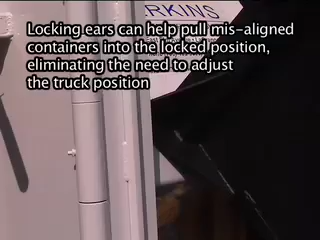 RKINS
Locking ears can help pull mis-aligned
containers into the locked position,
eliminating the need to adjust
the truck position